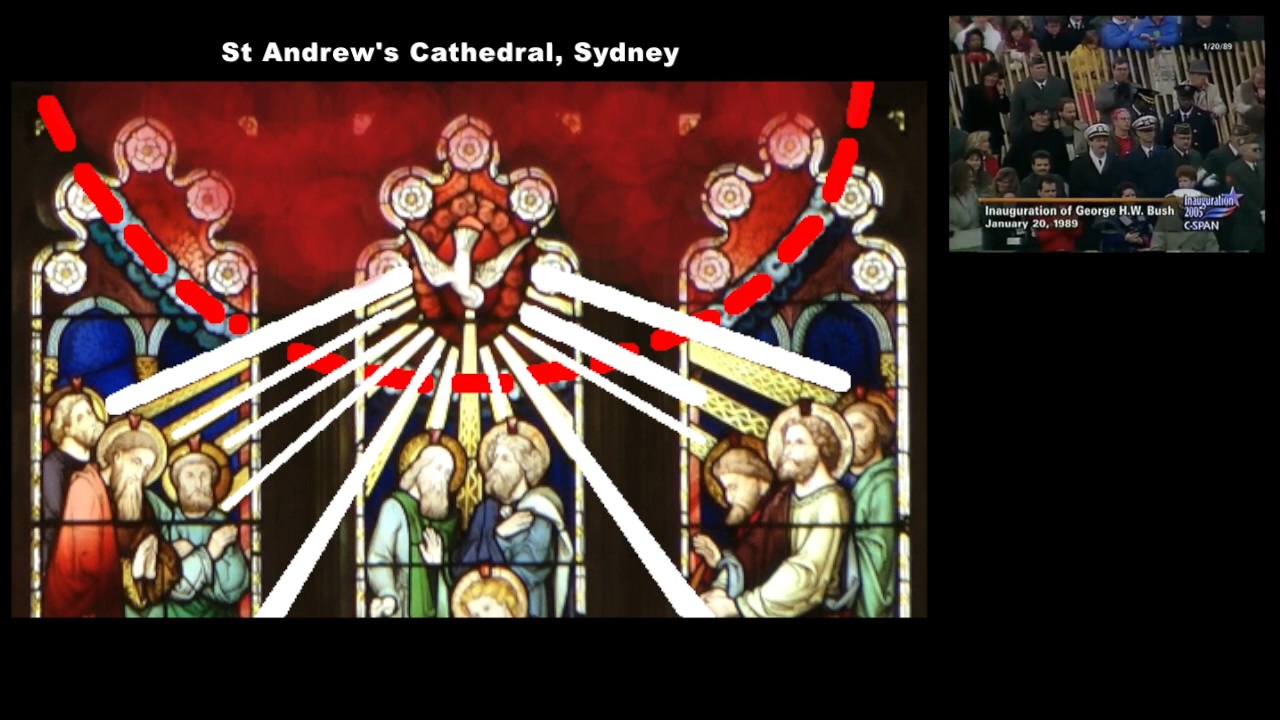 St Andrew's Cathedral, Sydney
1/20/89
Inauguration of George H.W. Bush
January 20, 1989
Inauguration
2005
C-SPAN